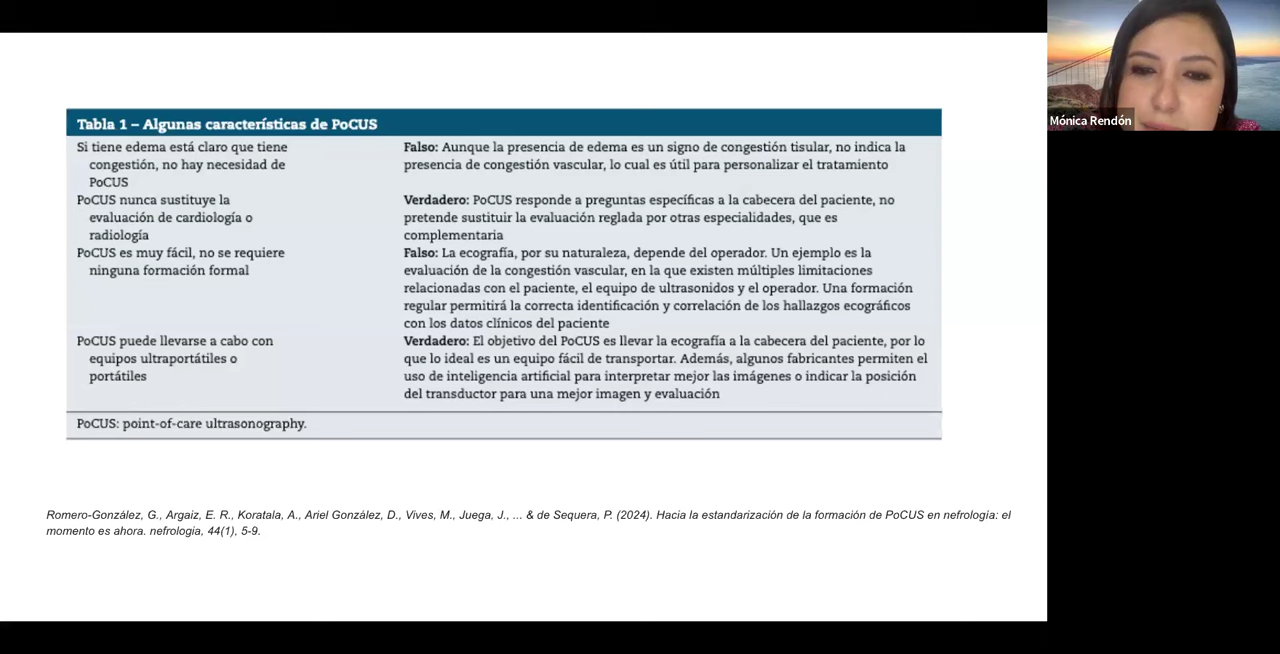 Tabla 1 – Algunas características de PoCUS
Si tiene edema está claro que tiene
congestión, no hay necesidad de
PoCUS
Falso: Aunque la presencia de edema es un signo de congestión tisular, no indica la
presencia de congestión vascular, lo cual es útil para personalizar el tratamiento
PoCUS nunca sustituye la
evaluación de cardiología o
radiología
Verdadero: PoCUS responde a preguntas específicas a la cabecera del paciente, no
pretende sustituir la evaluación reglada por otras especialidades, que es
complementaria
PoCUS es muy fácil, no se requiere
ninguna formación formal
Falso: La ecografía, por su naturaleza, depende del operador. Un ejemplo es la
evaluación de la congestión vascular, en la que existen múltiples limitaciones
relacionadas con el paciente, el equipo de ultrasonidos y el operador. Una formación
regular permitirá la correcta identificación y correlación de los hallazgos ecográficos
con los datos clínicos del paciente
PoCUS puede llevarse a cabo con
equipos ultraportátiles o
portátiles
Verdadero: El objetivo del PoCUS es llevar la ecografía a la cabecera del paciente, por lo
que lo ideal es un equipo fácil de transportar. Además, algunos fabricantes permiten el
uso de inteligencia artificial para interpretar mejor las imágenes o indicar la posición
del transductor para una mejor imagen y evaluación
PoCUS: point-of-care ultrasonography.
Romero-González, G., Argaiz, E. R., Koratala, A., Ariel González, D., Vives, M., Juega, J., ... & de Sequera, P. (2024). Hacia la estandarización de la formación de PoCUS en nefrología: el
momento es ahora. nefrologia, 44(1), 5-9.
Mónica Rendón